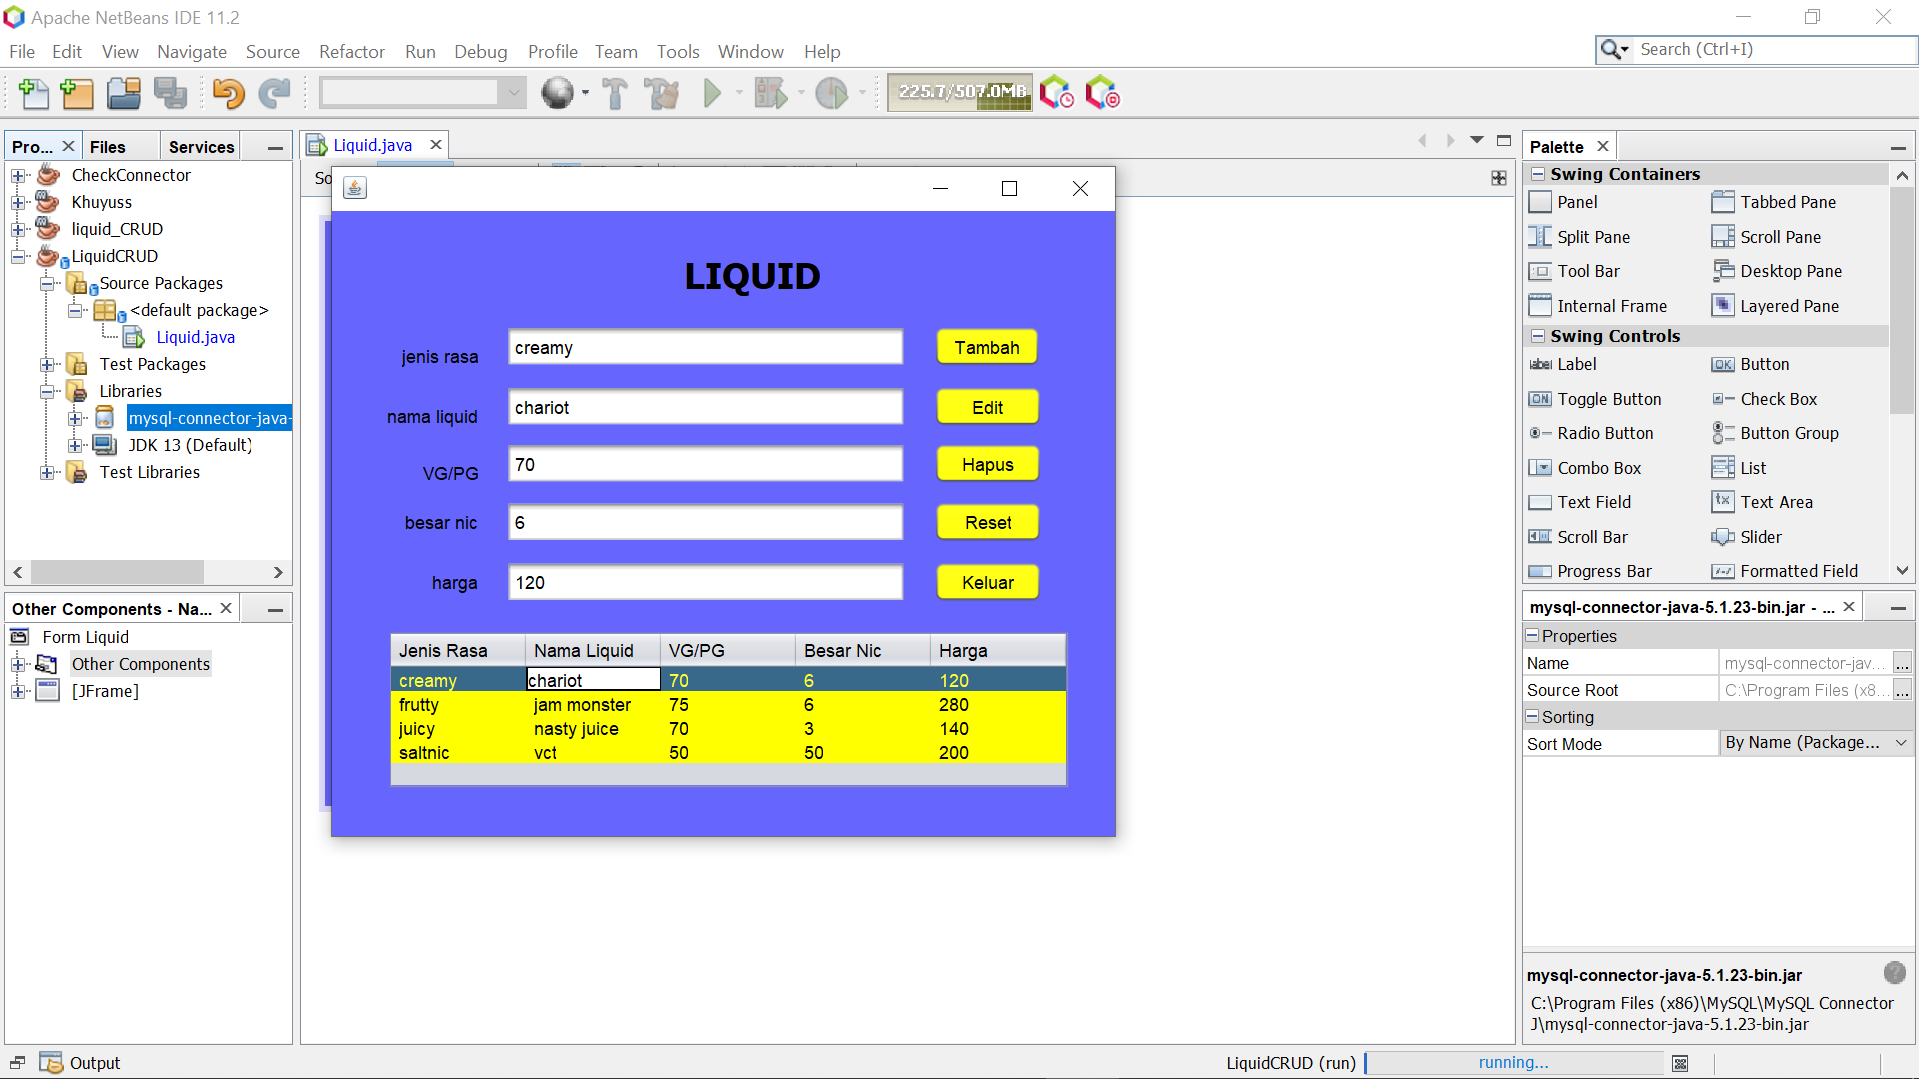 Apache NetBeans IDE 11.2
File Edit View Navigate Source Refactor Run Debug Profile Team Tools Window Help
Search (Ctrl+I)
225.7/507.0MB
Pro... Files Services
CheckConnector
Khuyuss
liquid_CRUD
LiquidCRUD
Source Packages
<default package>
Liquid.java
Test Packages
Libraries
mysql-connector-java-
JDK 13 (Default)
Test Libraries
Other Components - Na...
Form Liquid
Other Components
[JFrame]
Liquid.java
So
LIQUID
jenis rasa creamy Tambah
nama liquid chariot Edit
VG/PG 70 Hapus
besar nic 6 Reset
harga 120 Keluar
Jenis Rasa Nama Liquid VG/PG Besar Nic Harga
creamy chariot 70 6 120
frutty jam monster 75 6 280
juicy nasty juice 70 3 140
saltnic vct 50 50 200
Palette
Swing Containers
Panel Tabbed Pane
Split Pane Scroll Pane
Tool Bar Desktop Pane
Internal Frame Layered Pane
Swing Controls
label Label OK Button
ON Toggle Button Check Box
Radio Button Button Group
Combo Box List
Text Field tx Text Area
Scroll Bar Slider
Progress Bar Formatted Field
mysql-connector-java-5.1.23-bin.jar - ...
Properties
Name mysql-connector-jav... ...
Source Root C:\Program Files (x8... ...
Sorting
Sort Mode By Name (Package...
mysql-connector-java-5.1.23-bin.jar
?
C:\Program Files (x86)\MySQL\MySQL Connector
J\mysql-connector-java-5.1.23-bin.jar
Output
LiquidCRUD (run) running...